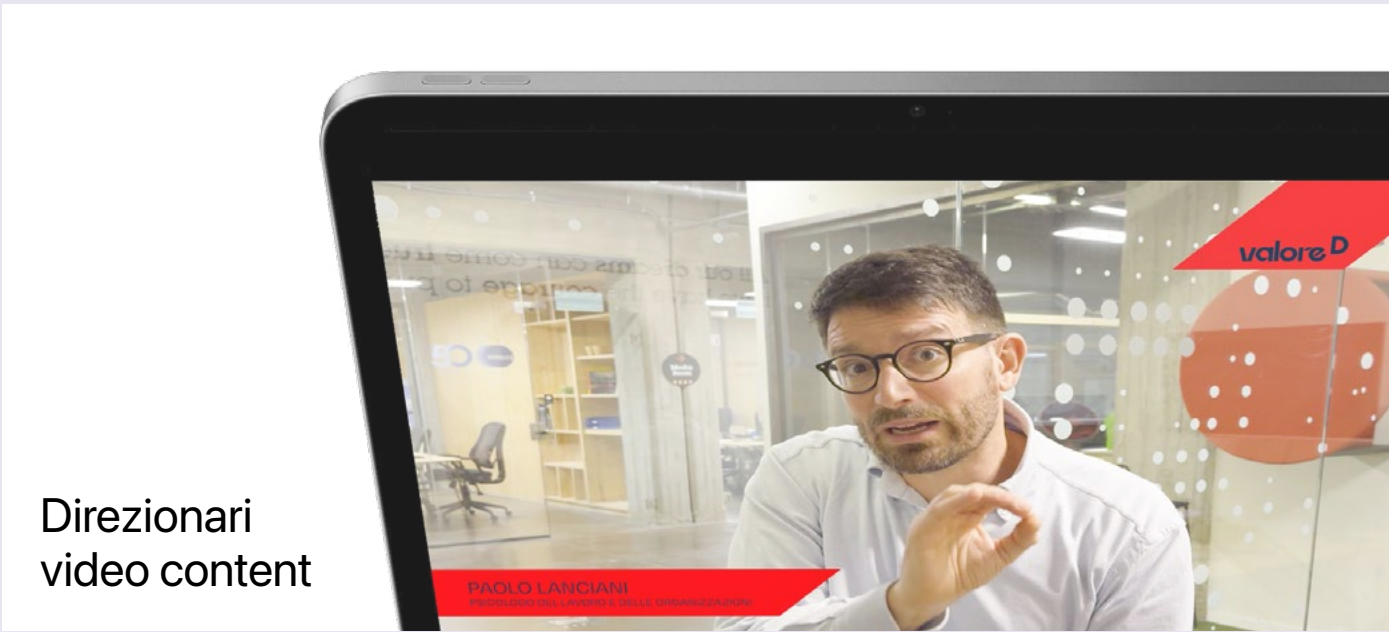 valore D
Direzionari
video content
PAOLO LANCIANI
PSICOLOGO DEL LAVORO E DELLE ORGANIZZAZIONI